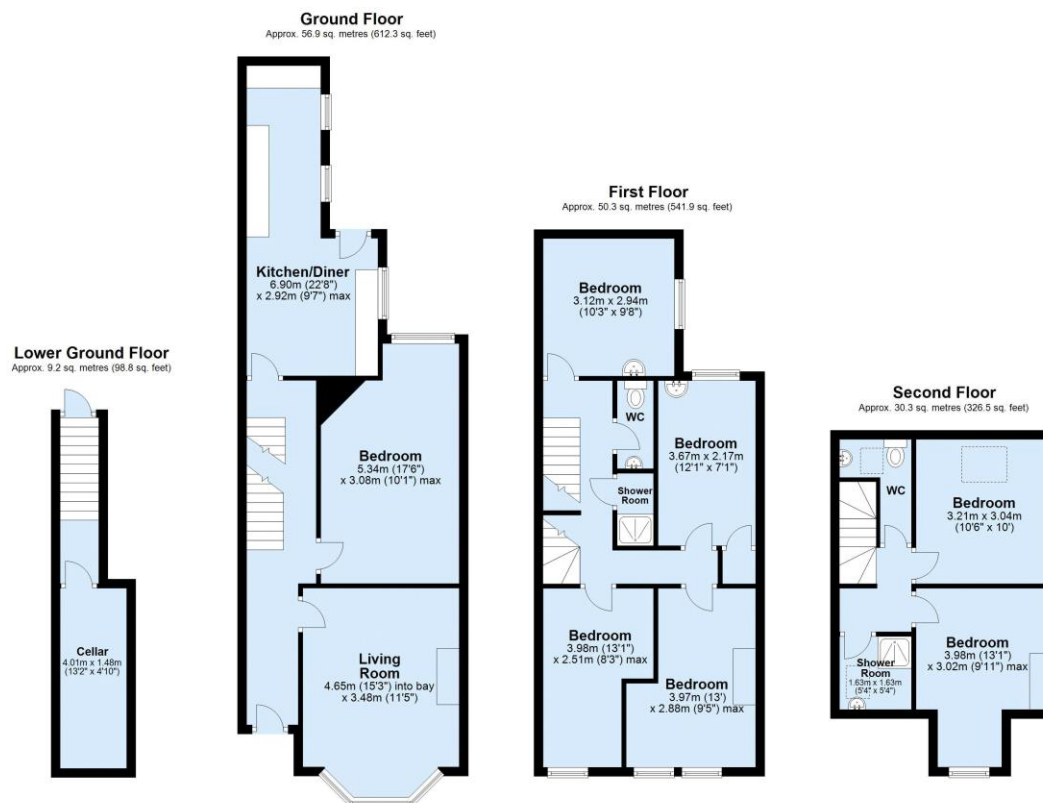 Ground Floor
Approx. 56.9 sq. metres (612.3 sq. feet)
Kitchen/Diner
6.90m (22'8")
x 2.92m (9'7") max
Bedroom
5.34m (17'6")
x 3.08m (10'1") max
Living
Room
4.65m (15'3") into bay
x 3.48m (11'5")
Lower Ground Floor
Approx. 9.2 sq. metres (98.8 sq. feet)
Cellar
4.01m x 1.48m
(13'2" x 4'10")
First Floor
Approx. 50.3 sq. metres (541.9 sq. feet)
Bedroom
3.12m x 2.94m
(10'3" x 9'8")
WC
Bedroom
3.67m x 2.17m
(12'1" x 7'1")
Shower
Room
Bedroom
3.98m (13'1")
x 2.51m (8'3") max
Bedroom
3.97m (13')
x 2.88m (9'5") max
Second Floor
Approx. 30.3 sq. metres (326.5 sq. feet)
WC
Bedroom
3.21m x 3.04m
(10'6" x 10')
Bedroom
3.98m (13'1")
x 3.02m (9'11") max
Shower
Room
1.63m x 1.63m
(5'4" x 5'4")